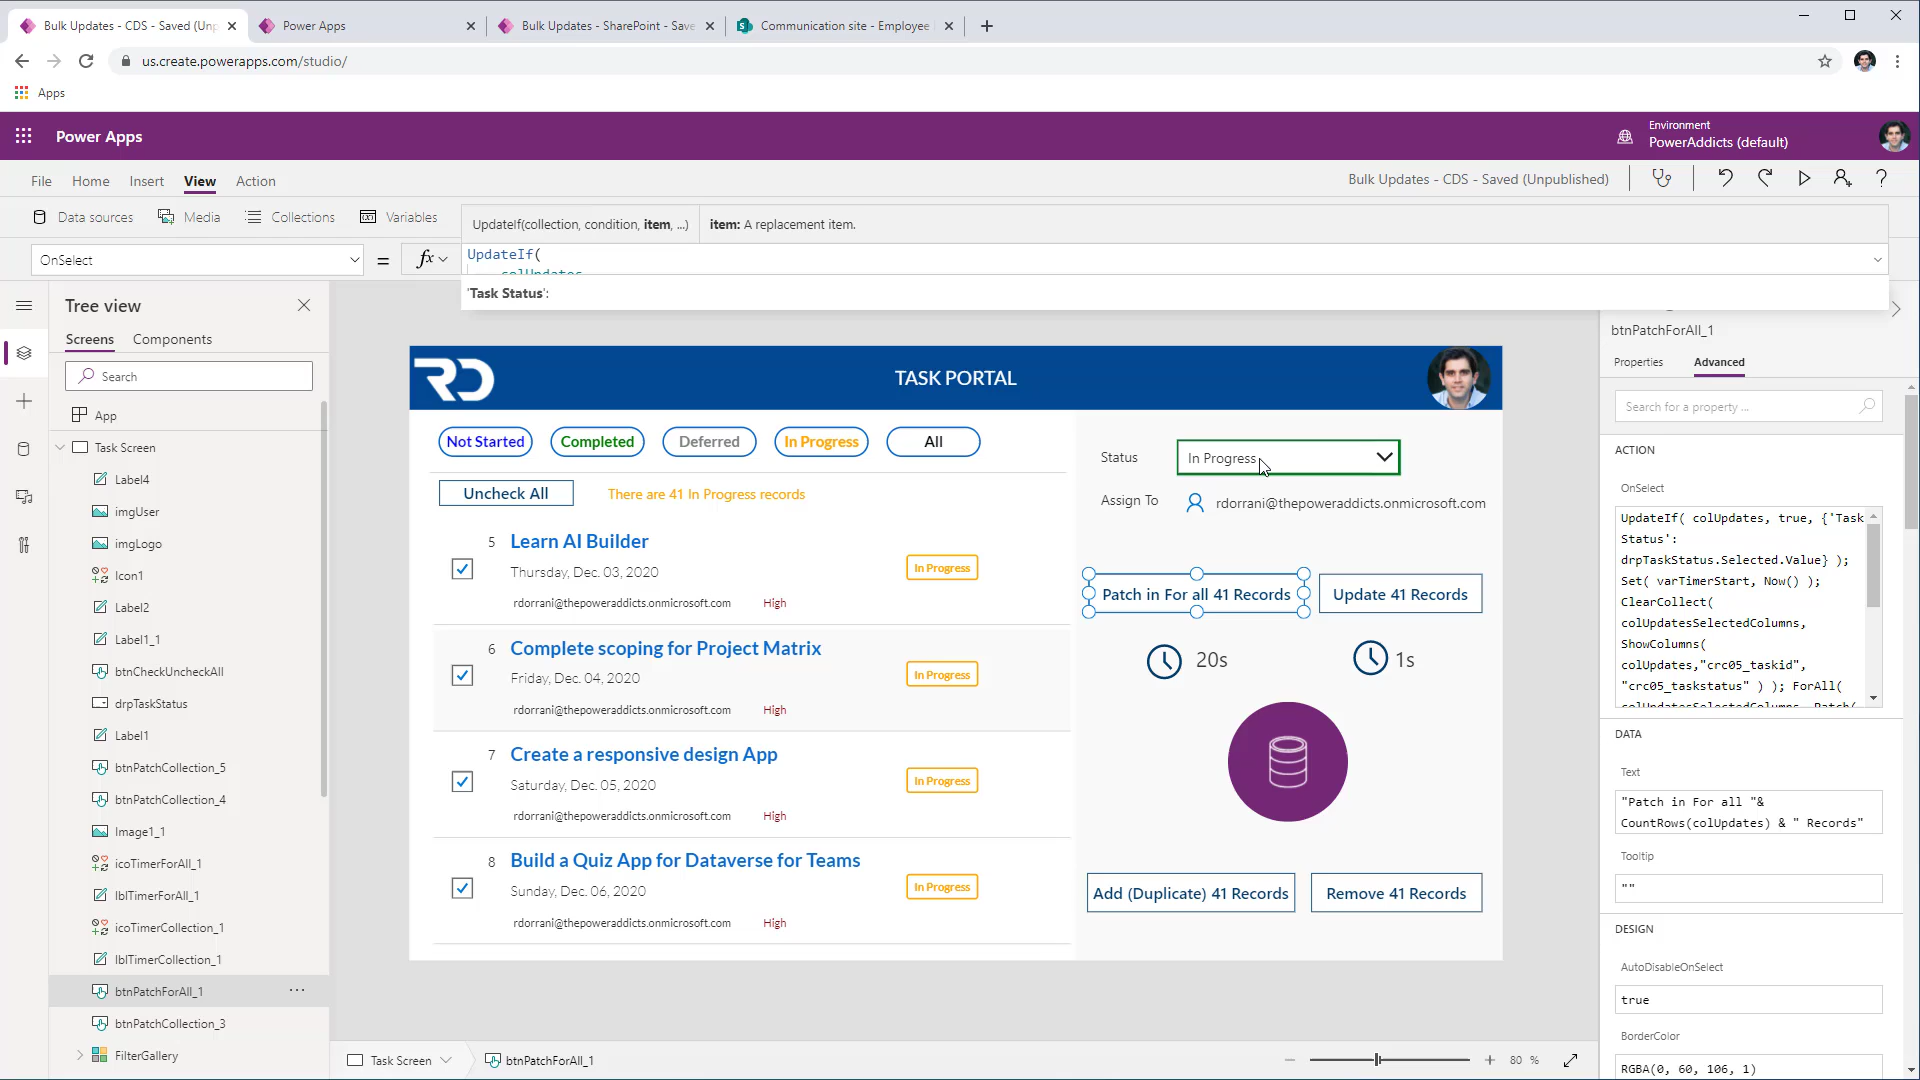 Bulk Updates - CDS - Saved (Unp
Power Apps
Bulk Updates - SharePoint - Save
Communication site - Employee
us.create.powerapps.com/studio/
Apps
Power Apps
Environment
PowerAddicts (default)
File
Home
Insert
View
Action
Bulk Updates - CDS - Saved (Unpublished)
Data sources
Media
Collections
Variables
UpdateIf(collection, condition, item, ...)
item: A replacement item.
OnSelect
=
fx
UpdateIf(
colUpdates
'Task Status':
Tree view
Screens
Components
Search
App
Task Screen
Label4
imgUser
imgLogo
Icon1
Label2
Label1_1
btnCheckUncheckAll
drpTaskStatus
Label1
btnPatchCollection_5
btnPatchCollection_4
Image1_1
icoTimerForAll_1
lblTimerForAll_1
icoTimerCollection_1
lblTimerCollection_1
btnPatchForAll_1
btnPatchCollection_3
FilterGallery
RD
TASK PORTAL
Not Started
Completed
Deferred
In Progress
All
Uncheck All
There are 41 In Progress records
5
Learn AI Builder
Thursday, Dec. 03, 2020
rdorrani@thepoweraddicts.onmicrosoft.com
High
In Progress
6
Complete scoping for Project Matrix
Friday, Dec. 04, 2020
rdorrani@thepoweraddicts.onmicrosoft.com
High
In Progress
7
Create a responsive design App
Saturday, Dec. 05, 2020
rdorrani@thepoweraddicts.onmicrosoft.com
High
In Progress
8
Build a Quiz App for Dataverse for Teams
Sunday, Dec. 06, 2020
rdorrani@thepoweraddicts.onmicrosoft.com
High
In Progress
Status
In Progress
Assign To
rdorrani@thepoweraddicts.onmicrosoft.com
Patch in For all 41 Records
Update 41 Records
20s
1s
Add (Duplicate) 41 Records
Remove 41 Records
Task Screen
btnPatchForAll_1
80 %
btnPatchForAll_1
Properties
Advanced
Search for a property ...
ACTION
OnSelect
UpdateIf( colUpdates, true, {'Task
Status':
drpTaskStatus.Selected.Value} );
Set( varTimerStart, Now() );
ClearCollect(
colUpdatesSelectedColumns,
ShowColumns(
colUpdates,"crc05_taskid",
"crc05_taskstatus" ) ); ForAll(
colUpdatesSelectedColumns, Patch(
DATA
Text
"Patch in For all "&
CountRows(colUpdates) & " Records"
Tooltip
""
DESIGN
AutoDisableOnSelect
true
BorderColor
RGBA(0, 60, 106, 1)